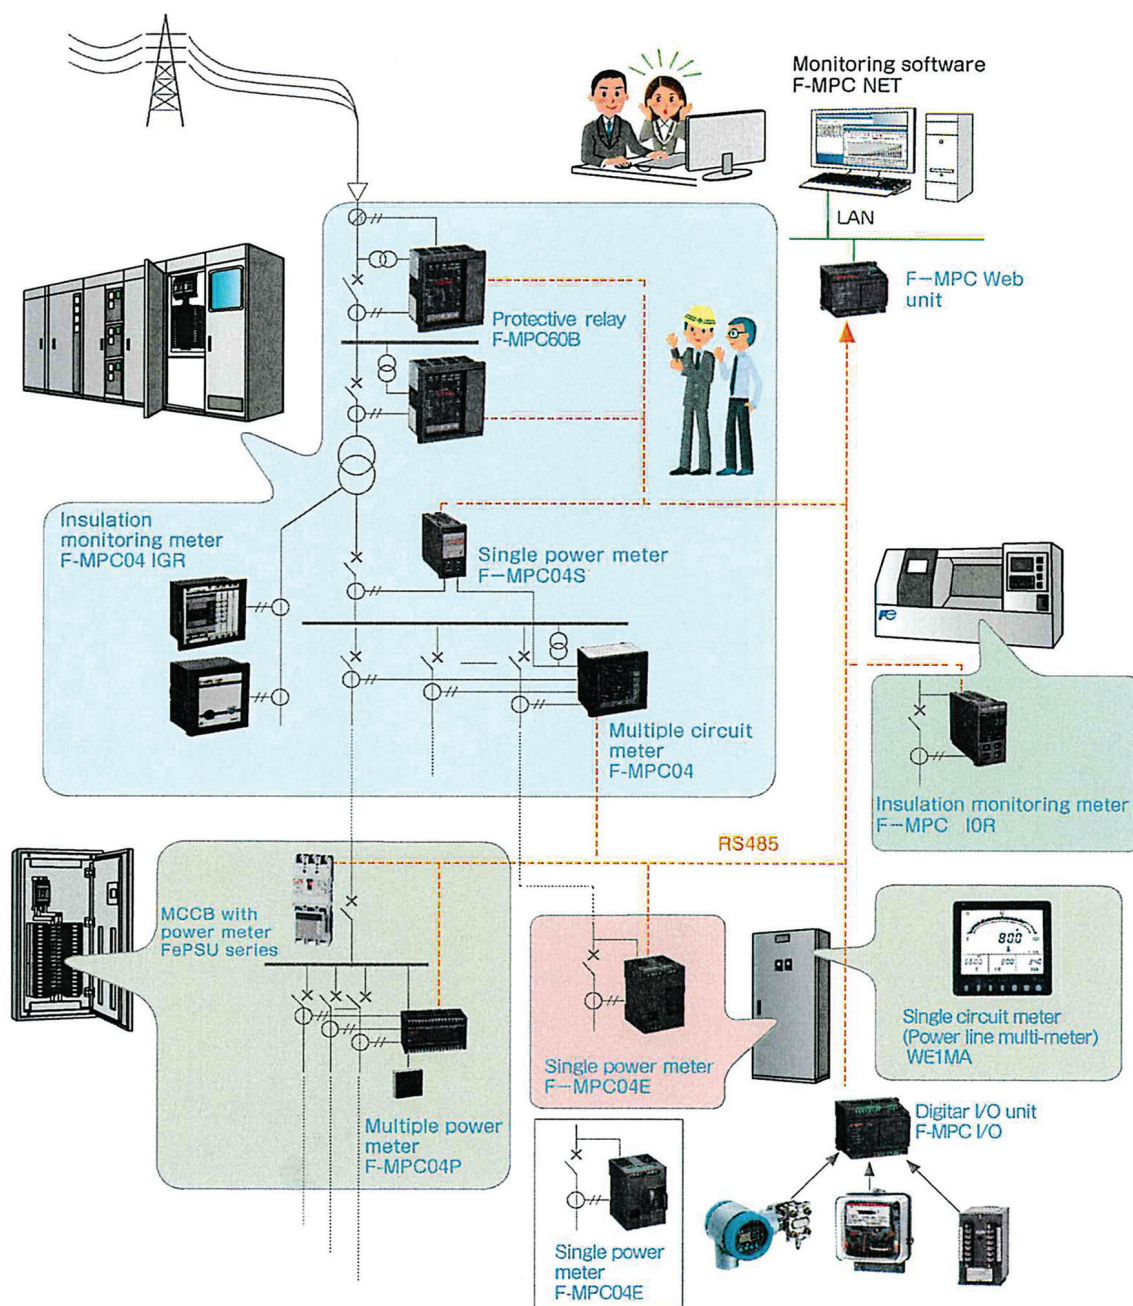 Monitoring software
F-MPC NET
LAN
F-MPC Web
unit
Protective relay
F-MPC60B
Insulation
monitoring meter
F-MPC04 IGR
Single power meter
F-MPC04S
Multiple circuit
meter
F-MPC04
Fe
Insulation monitoring meter
F-MPC IOR
RS485
MCCB with
power meter
FePSU series
800
Single circuit meter
(Power line multi-meter)
WE1MA
Single power meter
F-MPC04E
Multiple power
meter
F-MPC04P
Digitar I/O unit
F-MPC I/O
Single power
meter
F-MPC04E